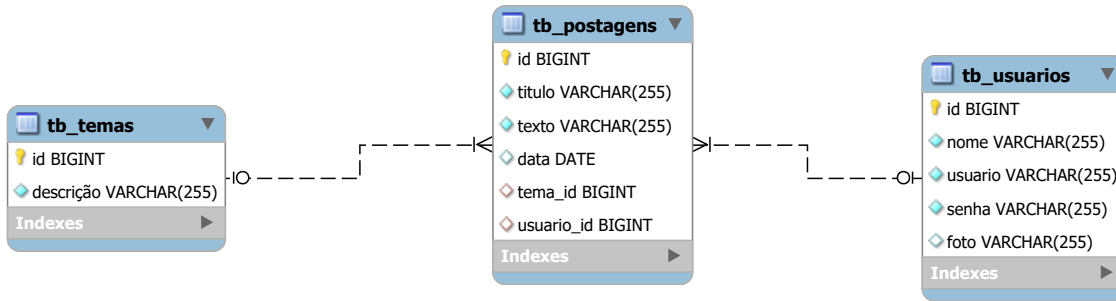 tb_temas
id BIGINT
descrição VARCHAR(255)
Indexes
tb_postagens
id BIGINT
titulo VARCHAR(255)
texto VARCHAR(255)
data DATE
tema_id BIGINT
usuario_id BIGINT
Indexes
tb_usuarios
id BIGINT
nome VARCHAR(255)
usuario VARCHAR(255)
senha VARCHAR(255)
foto VARCHAR(255)
Indexes